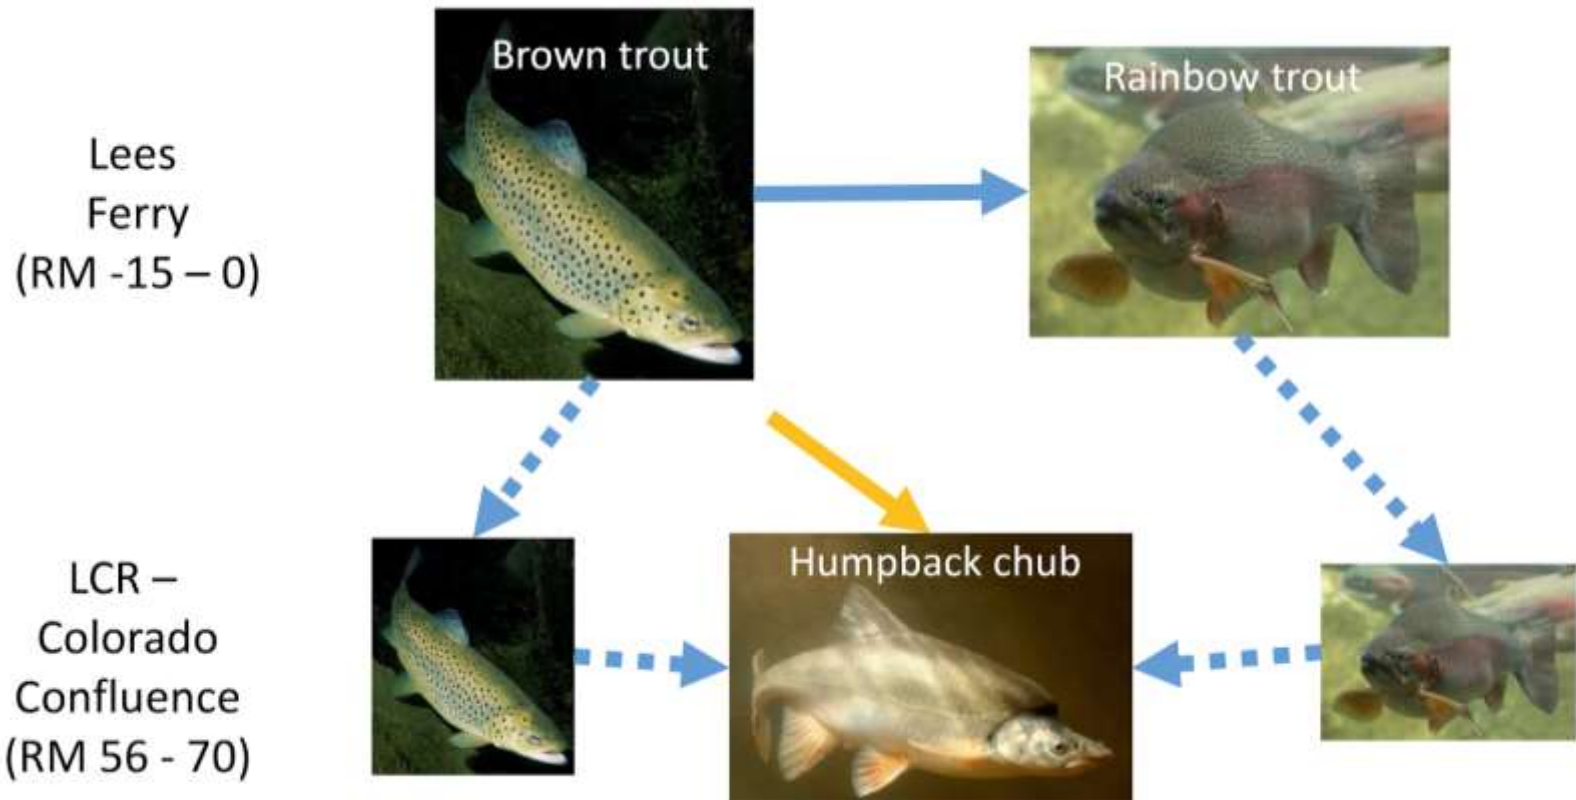 Brown trout
Rainbow trout
Lees
Ferry
(RM -15 – 0)
Humpback chub
LCR –
Colorado
Confluence
(RM 56 - 70)